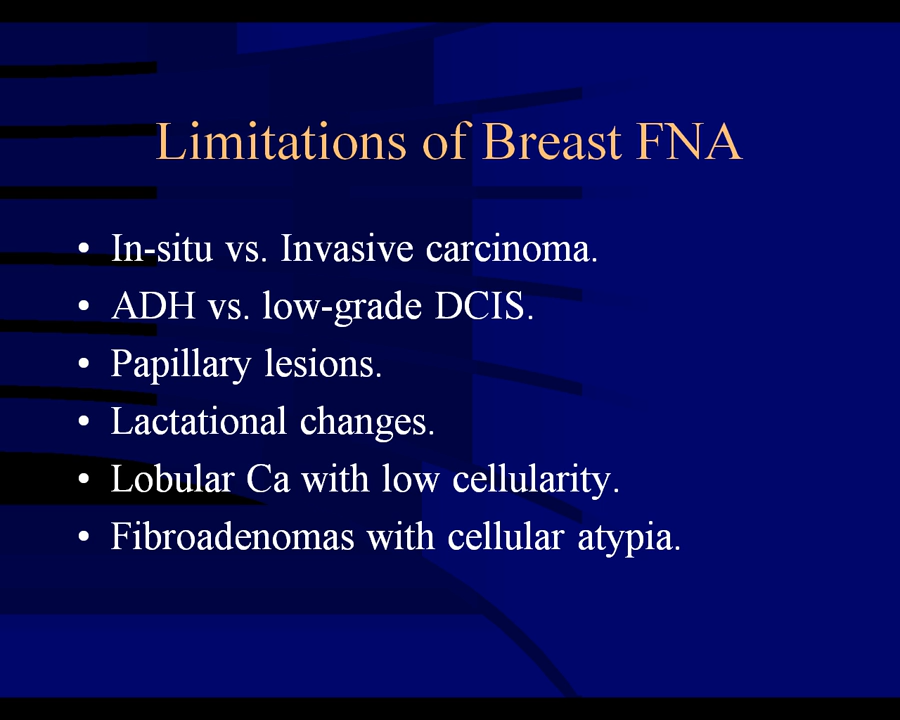 Limitations of Breast FNA
• In-situ vs. Invasive carcinoma.
• ADH vs. low-grade DCIS.
• Papillary lesions.
• Lactational changes.
• Lobular Ca with low cellularity.
• Fibroadenomas with cellular atypia.